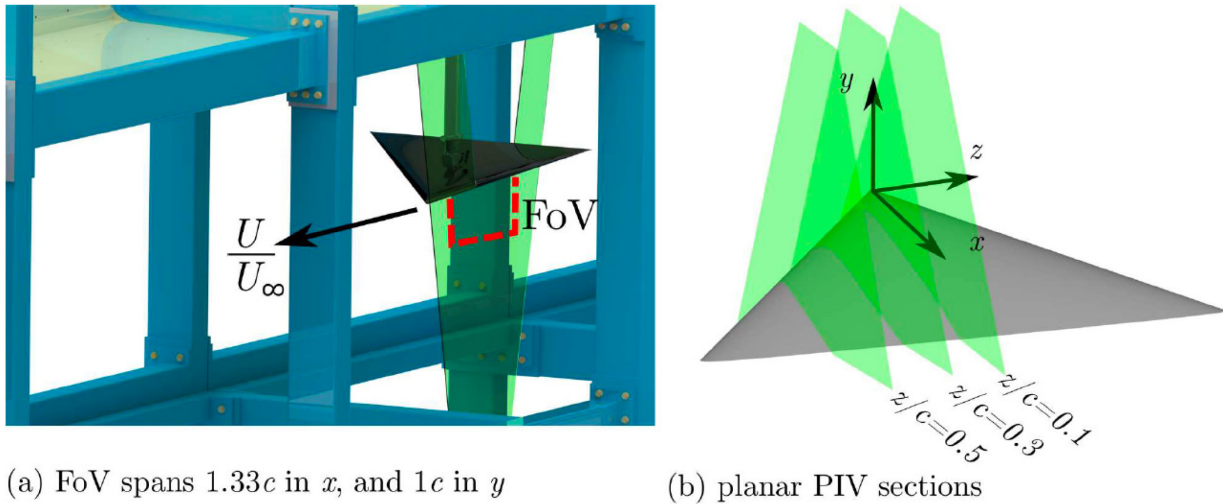 U
U∞
FoV
y
z
x
z/c=0.5
z/c=0.3
z/c=0.1
(a) FoV spans 1.33c in x, and 1c in y
(b) planar PIV sections